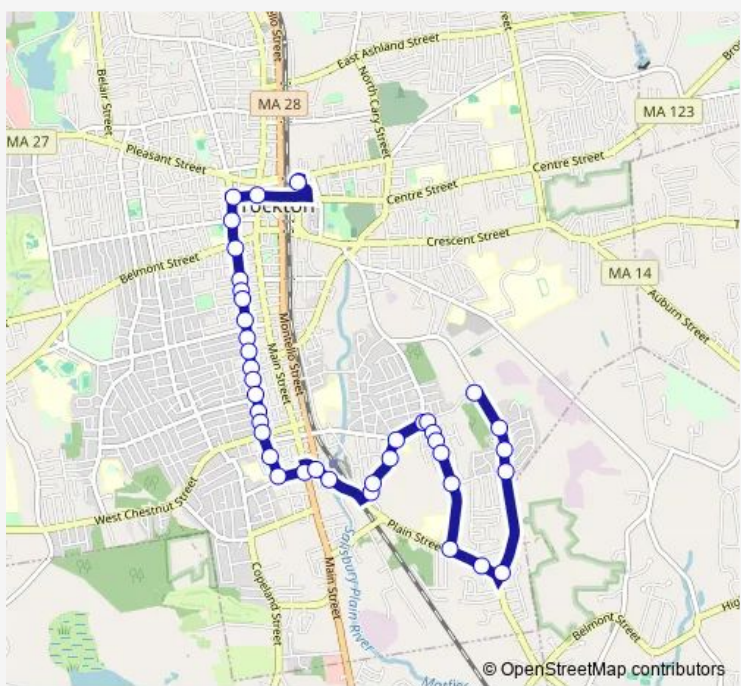 Montello Street
East Ashland Street
Belair Street
North Cary Street
MA 28
MA 123
MA 27
Pleasant Street
Centre Street
Centre Street
Crescent Street
Belmont Street
MA 14
Auburn Street
Montello Street
Main Street
West Chestnut Street
Plain Street
Copeland Street
Main Street
Salisbury Plain River
Belmont Street
© OpenStreetMap contributors